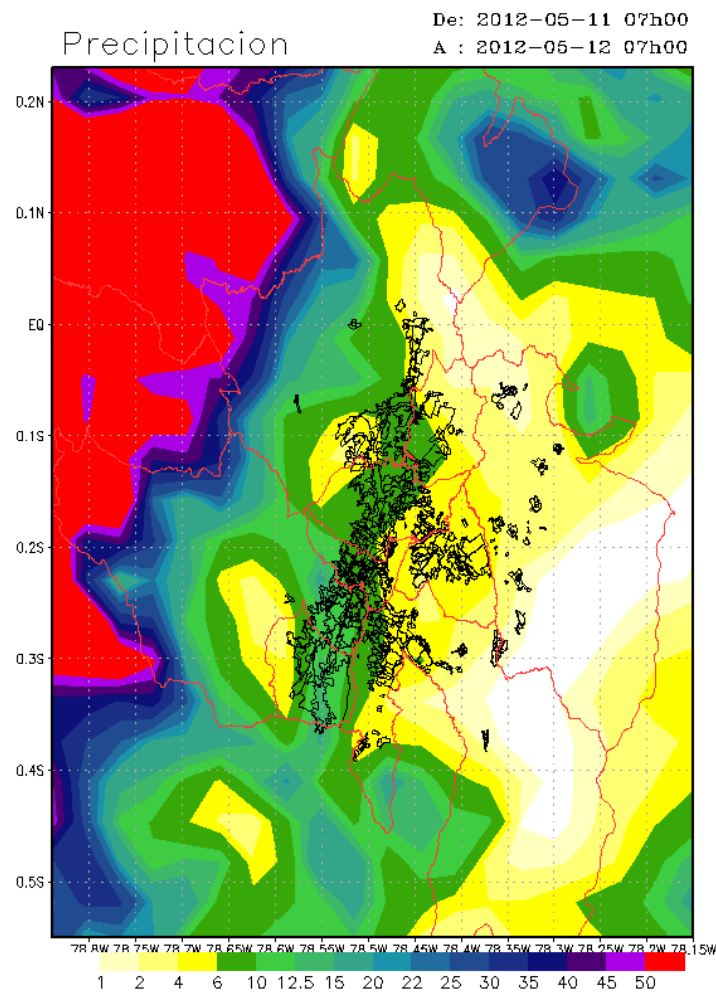 De: 2012-05-11 07h00
Precipitacion
A : 2012-05-12 07h00
0.2N
0.1N
EQ
0.1S
0.2S
0.3S
0.4S
0.5S
78.8W 78.75W 78.7W 78.65W 78.6W 78.55W 78.5W 78.45W 78.4W 78.35W 78.3W 78.25W 78.2W 78.15W
1 2 4 6 10 12.5 15 20 22 25 30 35 40 45 50